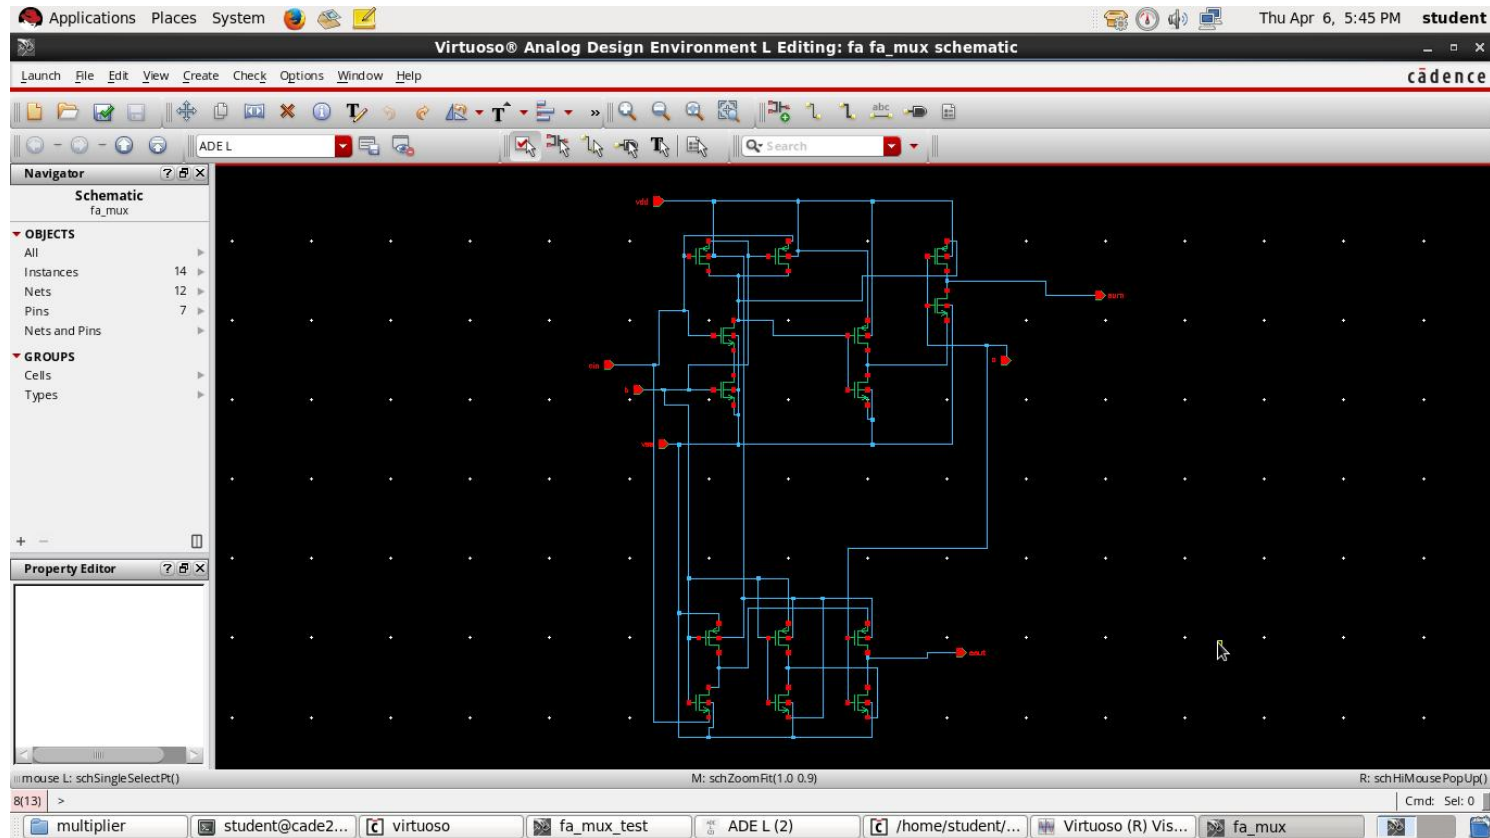 Applications Places System Thu Apr 6, 5:45 PM student
Virtuoso® Analog Design Environment L Editing: fa fa_mux schematic
Launch File Edit View Create Check Options Window Help cādence
ADE L Search
Navigator
Schematic
fa_mux
OBJECTS
All
Instances 14
Nets 12
Pins 7
Nets and Pins
GROUPS
Cells
Types
Property Editor
vdd
sum
b
cout
mouse L: schSingleSelectPt() M: schZoomFit(1.0 0.9) R: schHiMousePopUp()
8(13) > Cmd: Sel: 0
multiplier student@cade2... virtuoso fa_mux_test ADE L (2) /home/student/... Virtuoso (R) Vis... fa_mux